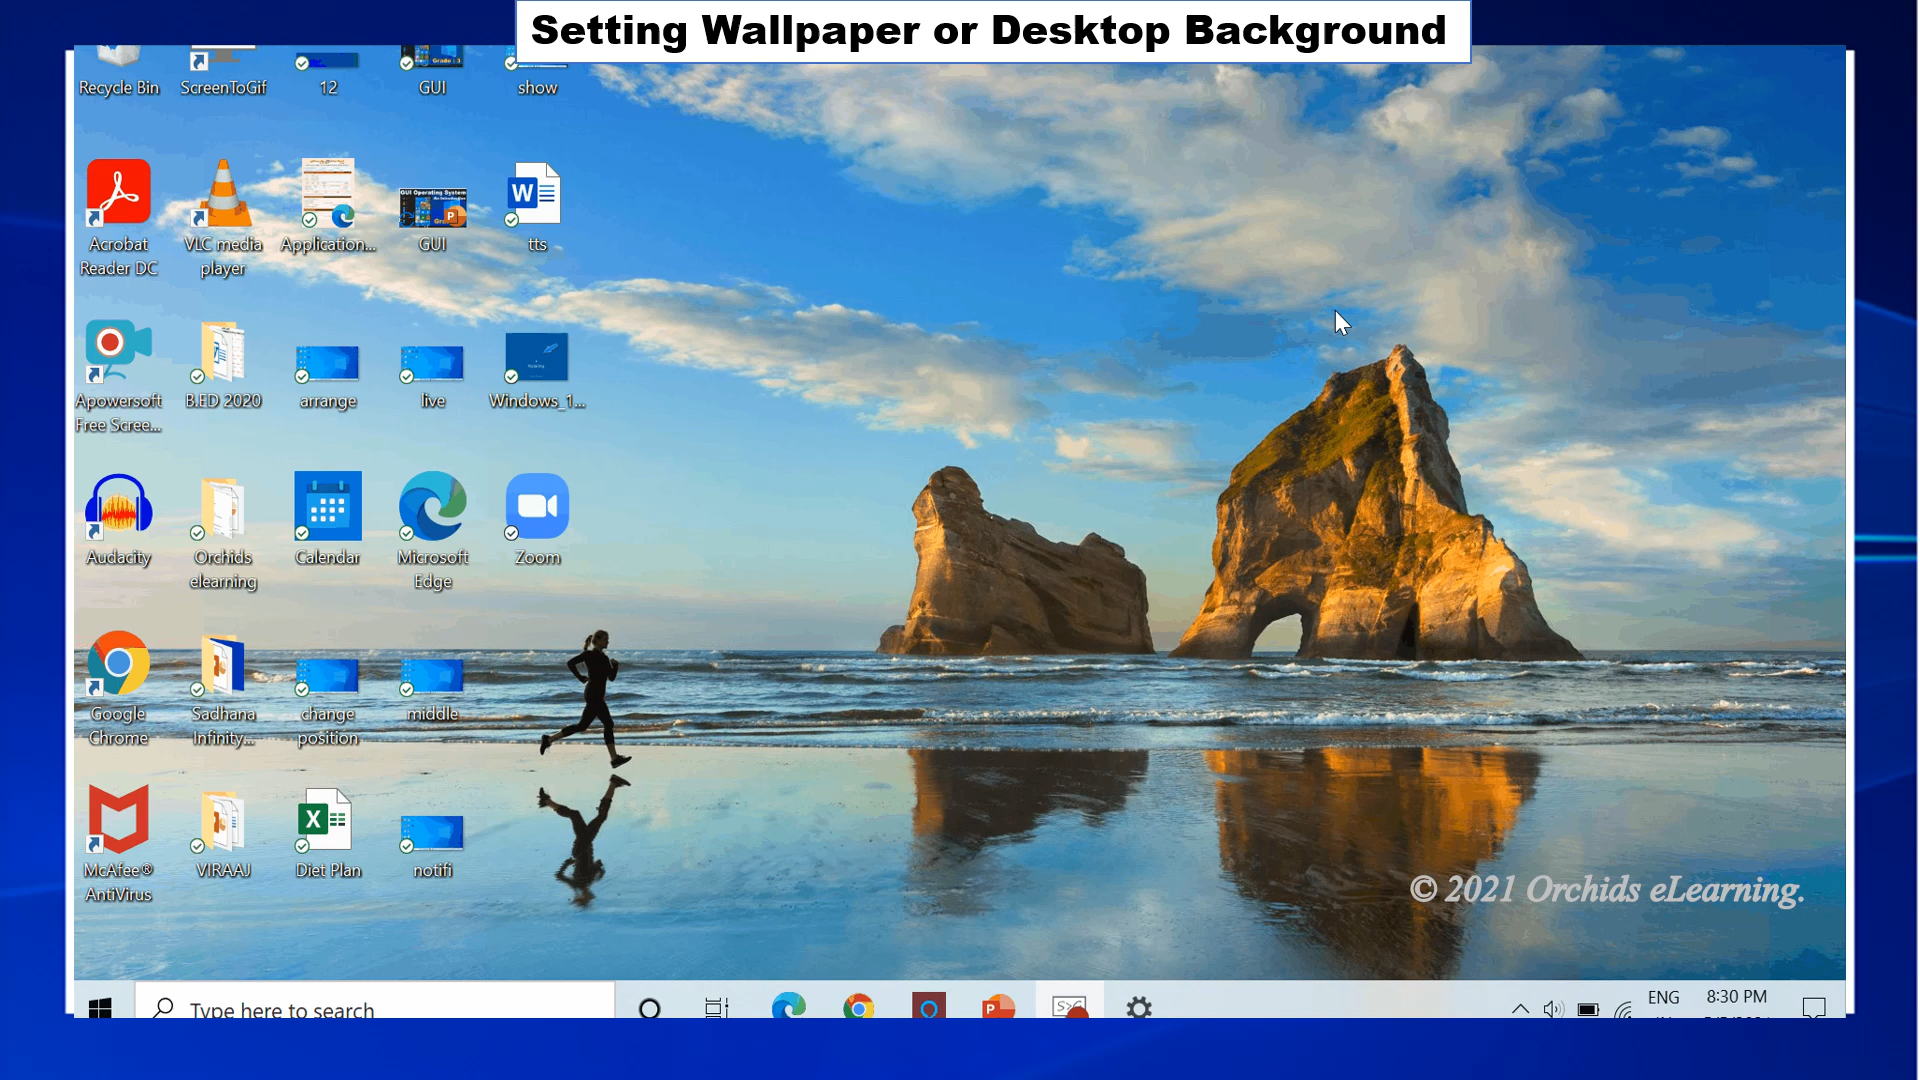 Setting Wallpaper or Desktop Background
Recycle Bin
ScreenToGif
12
GUI
show
Acrobat
Reader DC
VLC media
player
Application...
GUI Operating System
GUI
tts
Apowersoft
Free Scree...
B.ED 2020
arrange
live
Windows_1...
Audacity
Orchids
elearning
Calendar
Microsoft
Edge
Zoom
Google
Chrome
Sadhana
Infinity...
change
position
middle
McAfee®
AntiVirus
VIRAAJ
Diet Plan
notifi
© 2021 Orchids eLearning.
Type here to search
ENG
8:30 PM